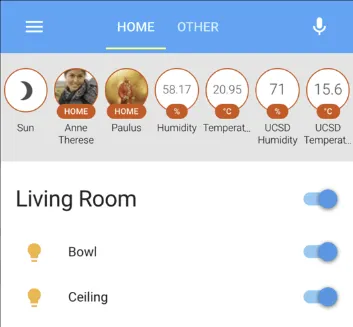 HOME OTHER
HOME HOME 58.17 % 20.95 °C 71 % 15.6 °C
Sun Anne Therese Paulus Humidity Temperat... UCSD Humidity UCSD Temperat...
Living Room
Bowl
Ceiling